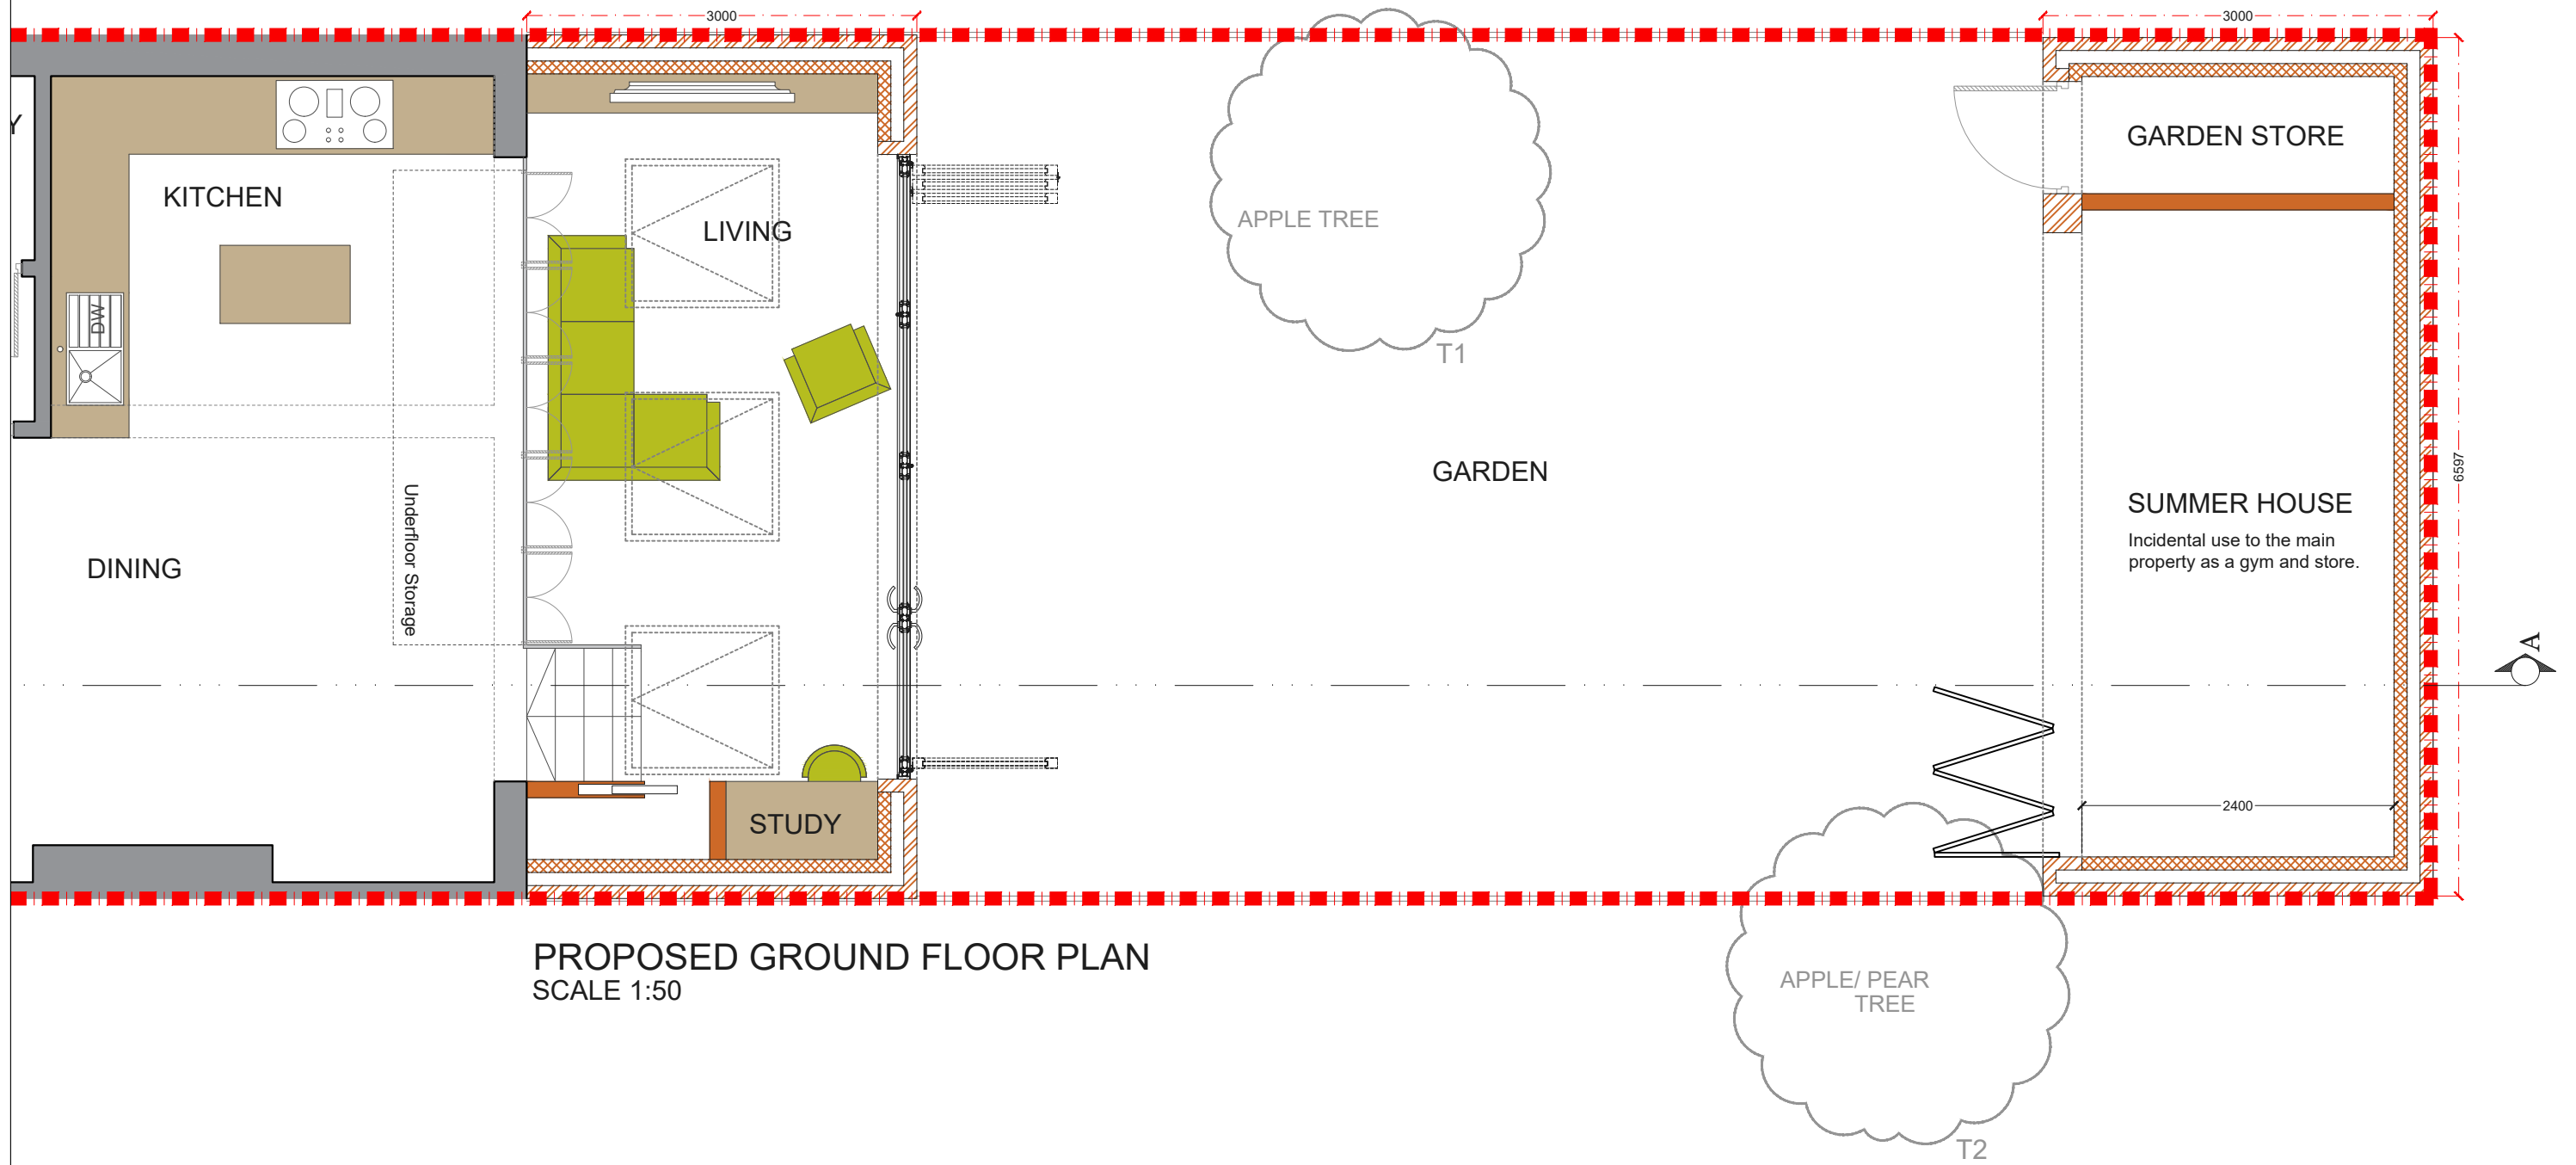 3000
3000
Y
KITCHEN
LIVING
DW
APPLE TREE
T1
GARDEN STORE
GARDEN
6597
SUMMER HOUSE
Incidental use to the main
property as a gym and store.
Underfloor Storage
DINING
A
2400
STUDY
PROPOSED GROUND FLOOR PLAN
SCALE 1:50
APPLE/ PEAR
TREE
T2